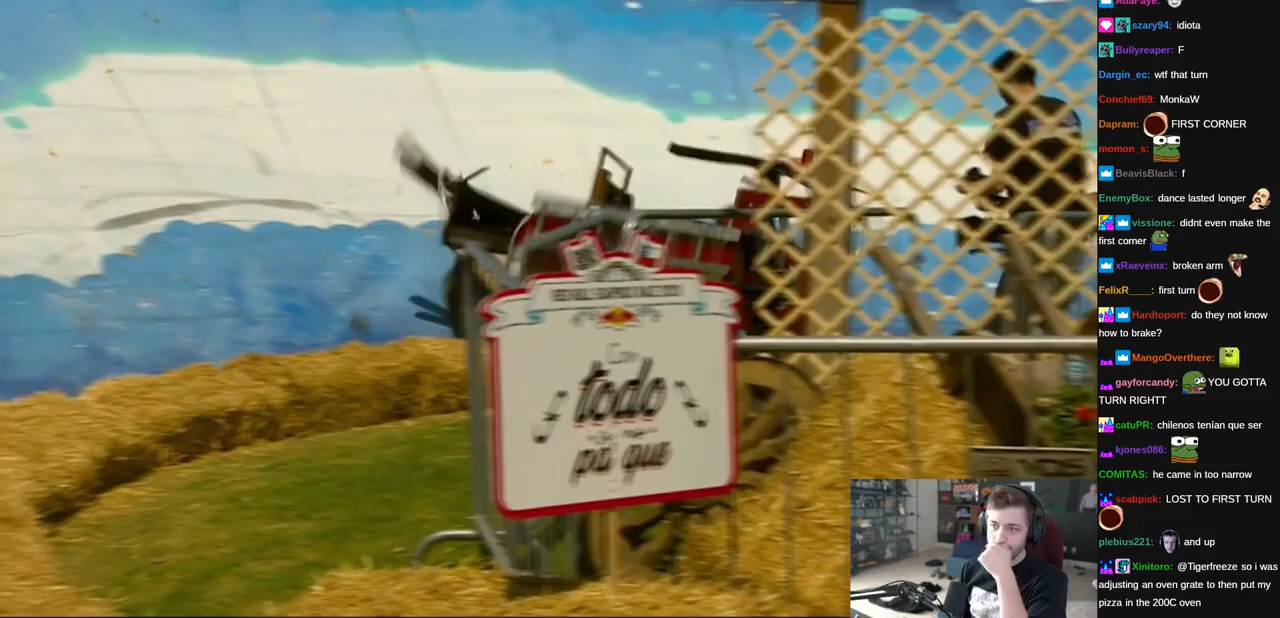 Con
todo
pa que
AdaFaye:
szary94: idiota
Bullyreaper: F
Dargin_ec: wtf that turn
Conchief69: MonkaW
Dapram: FIRST CORNER
momon_s:
BeavisBlack: f
EnemyBox: dance lasted longer
vissione: didnt even make the
first corner
xRaeveinx: broken arm
FelixR____: first turn
Hardtoport: do they not know
how to brake?
MangoOverthere:
gayforcandy: YOU GOTTA
TURN RIGHTT
catuPR: chilenos tenían que ser
kjones086:
COMITAS: he came in too narrow
scabpick: LOST TO FIRST TURN
plebius221: and up
Xinitoro: @Tigerfreeze so i was
adjusting an oven grate to then put my
pizza in the 200C oven